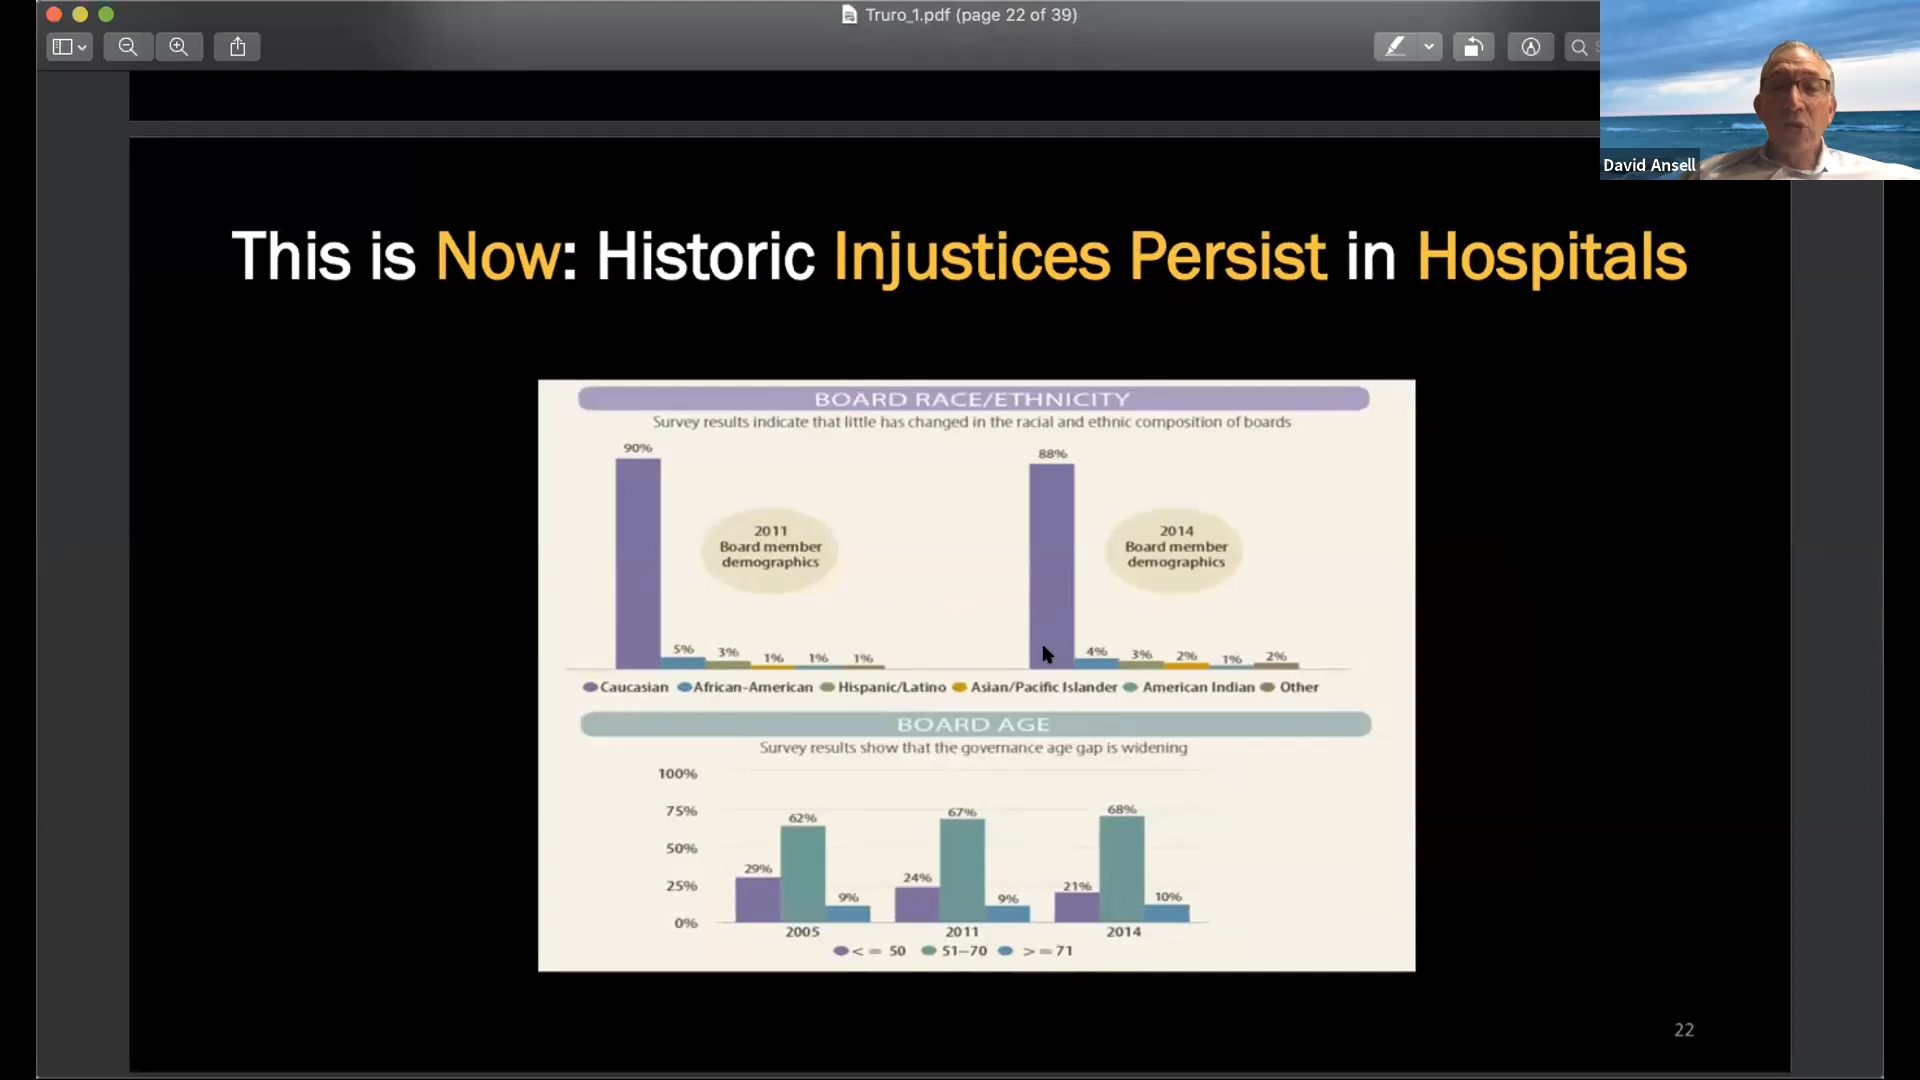 Truro_1.pdf (page 22 of 39)
David Ansell
This is Now: Historic Injustices Persist in Hospitals
BOARD RACE/ETHNICITY
Survey results indicate that little has changed in the racial and ethnic composition of boards
90%
88%
2011
Board member
demographics
2014
Board member
demographics
5% 3% 1% 1% 1%
4% 3% 2% 1% 2%
Caucasian African-American Hispanic/Latino Asian/Pacific Islander American Indian Other
BOARD AGE
Survey results show that the governance age gap is widening
100%
75%
50%
25%
0%
29% 62% 9%
24% 67% 9%
21% 68% 10%
2005 2011 2014
< = 50 51–70 > = 71
22